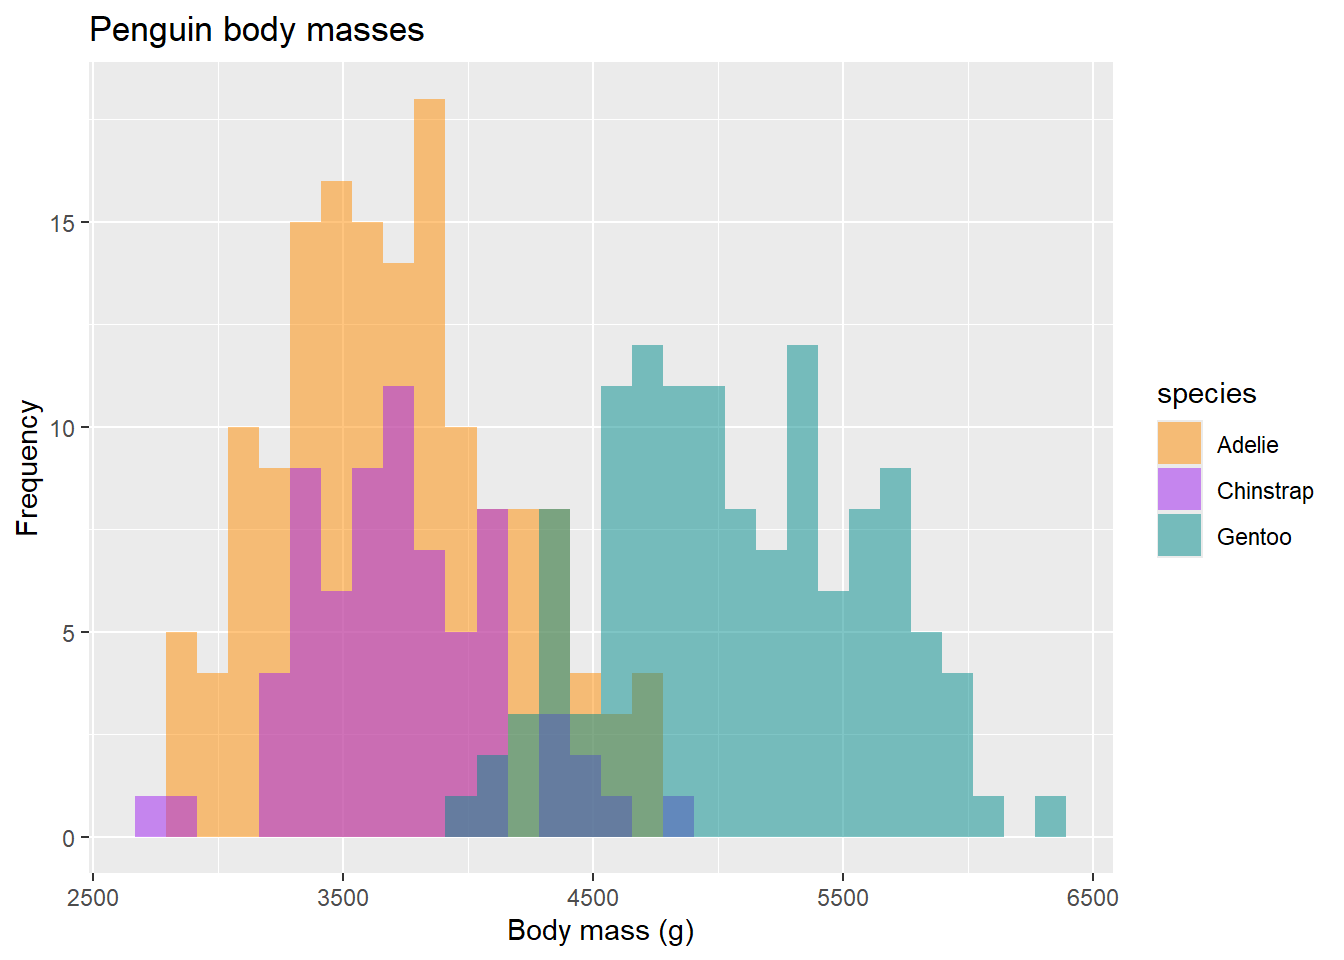 Penguin body masses
15
10
5
0
Frequency
2500 3500 4500 5500 6500
Body mass (g)
species
Adelie
Chinstrap
Gentoo